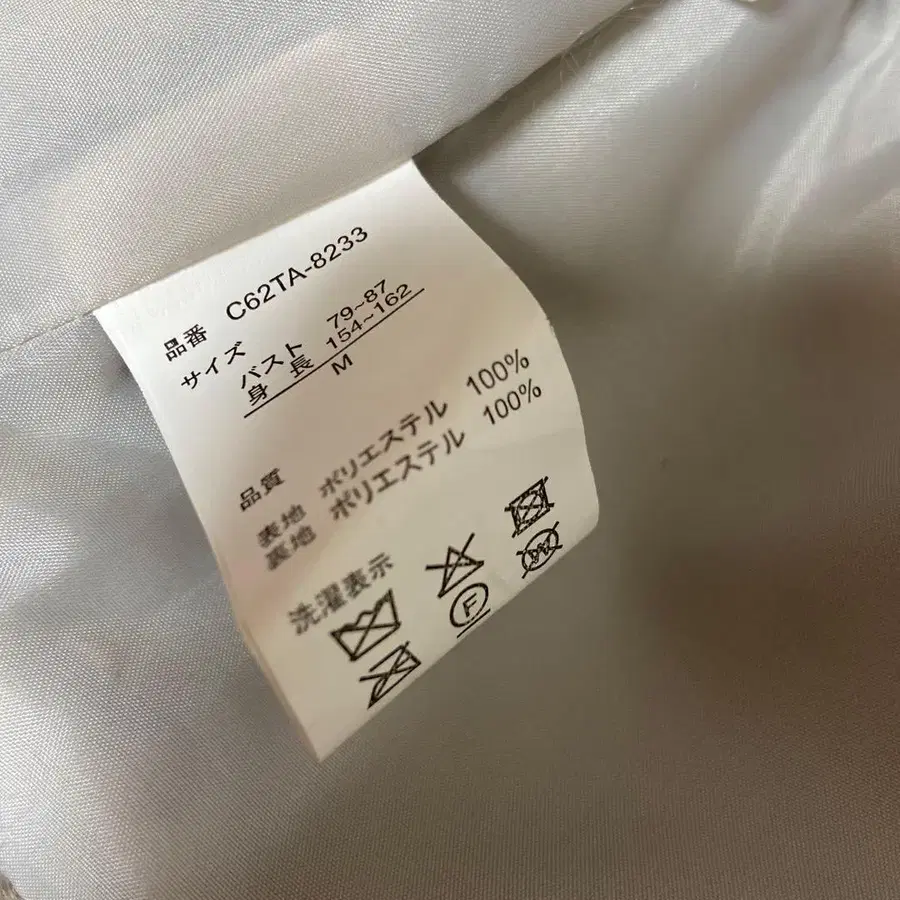 品番 C62TA-8233
サイズ
バスト 79~87
身長 154~162
M
品質
表地 ポリエステル 100%
裏地 ポリエステル 100%
洗濯表示
F
W